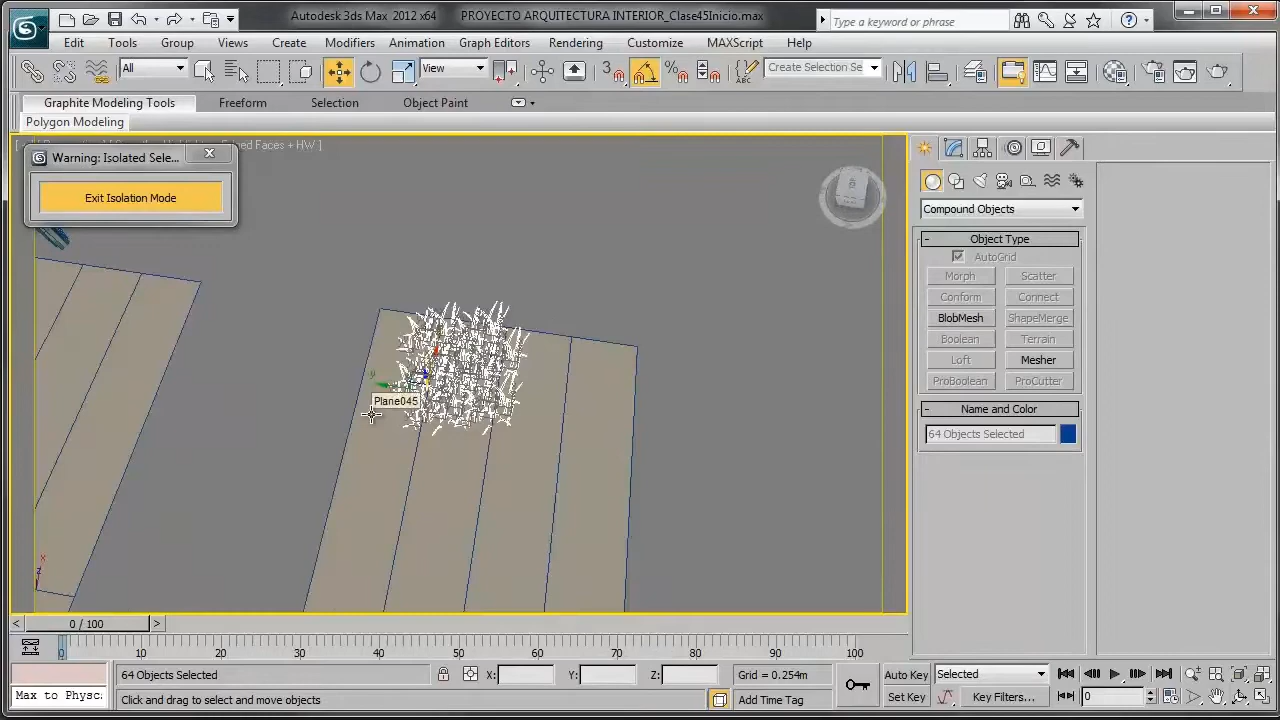 Autodesk 3ds Max 2012 x64 PROYECTO ARQUITECTURA INTERIOR_Clase45Inicio.max
Type a keyword or phrase
Edit Tools Group Views Create Modifiers Animation Graph Editors Rendering Customize MAXScript Help
All View Create Selection Se
Graphite Modeling Tools Freeform Selection Object Paint
Polygon Modeling
Faces + HW ]
Warning: Isolated Sele...
Exit Isolation Mode
Compound Objects
Object Type
AutoGrid
Morph Scatter
Conform Connect
BlobMesh ShapeMerge
Boolean Terrain
Loft Mesher
ProBoolean ProCutter
Name and Color
64 Objects Selected
Plane045
y
x
z
< 0 / 100 >
0 10 20 30 40 50 60 70 80 90 100
64 Objects Selected X: Y: Z: Grid = 0.254m Auto Key Selected
Max to Physc: Click and drag to select and move objects Add Time Tag Set Key Key Filters... 0